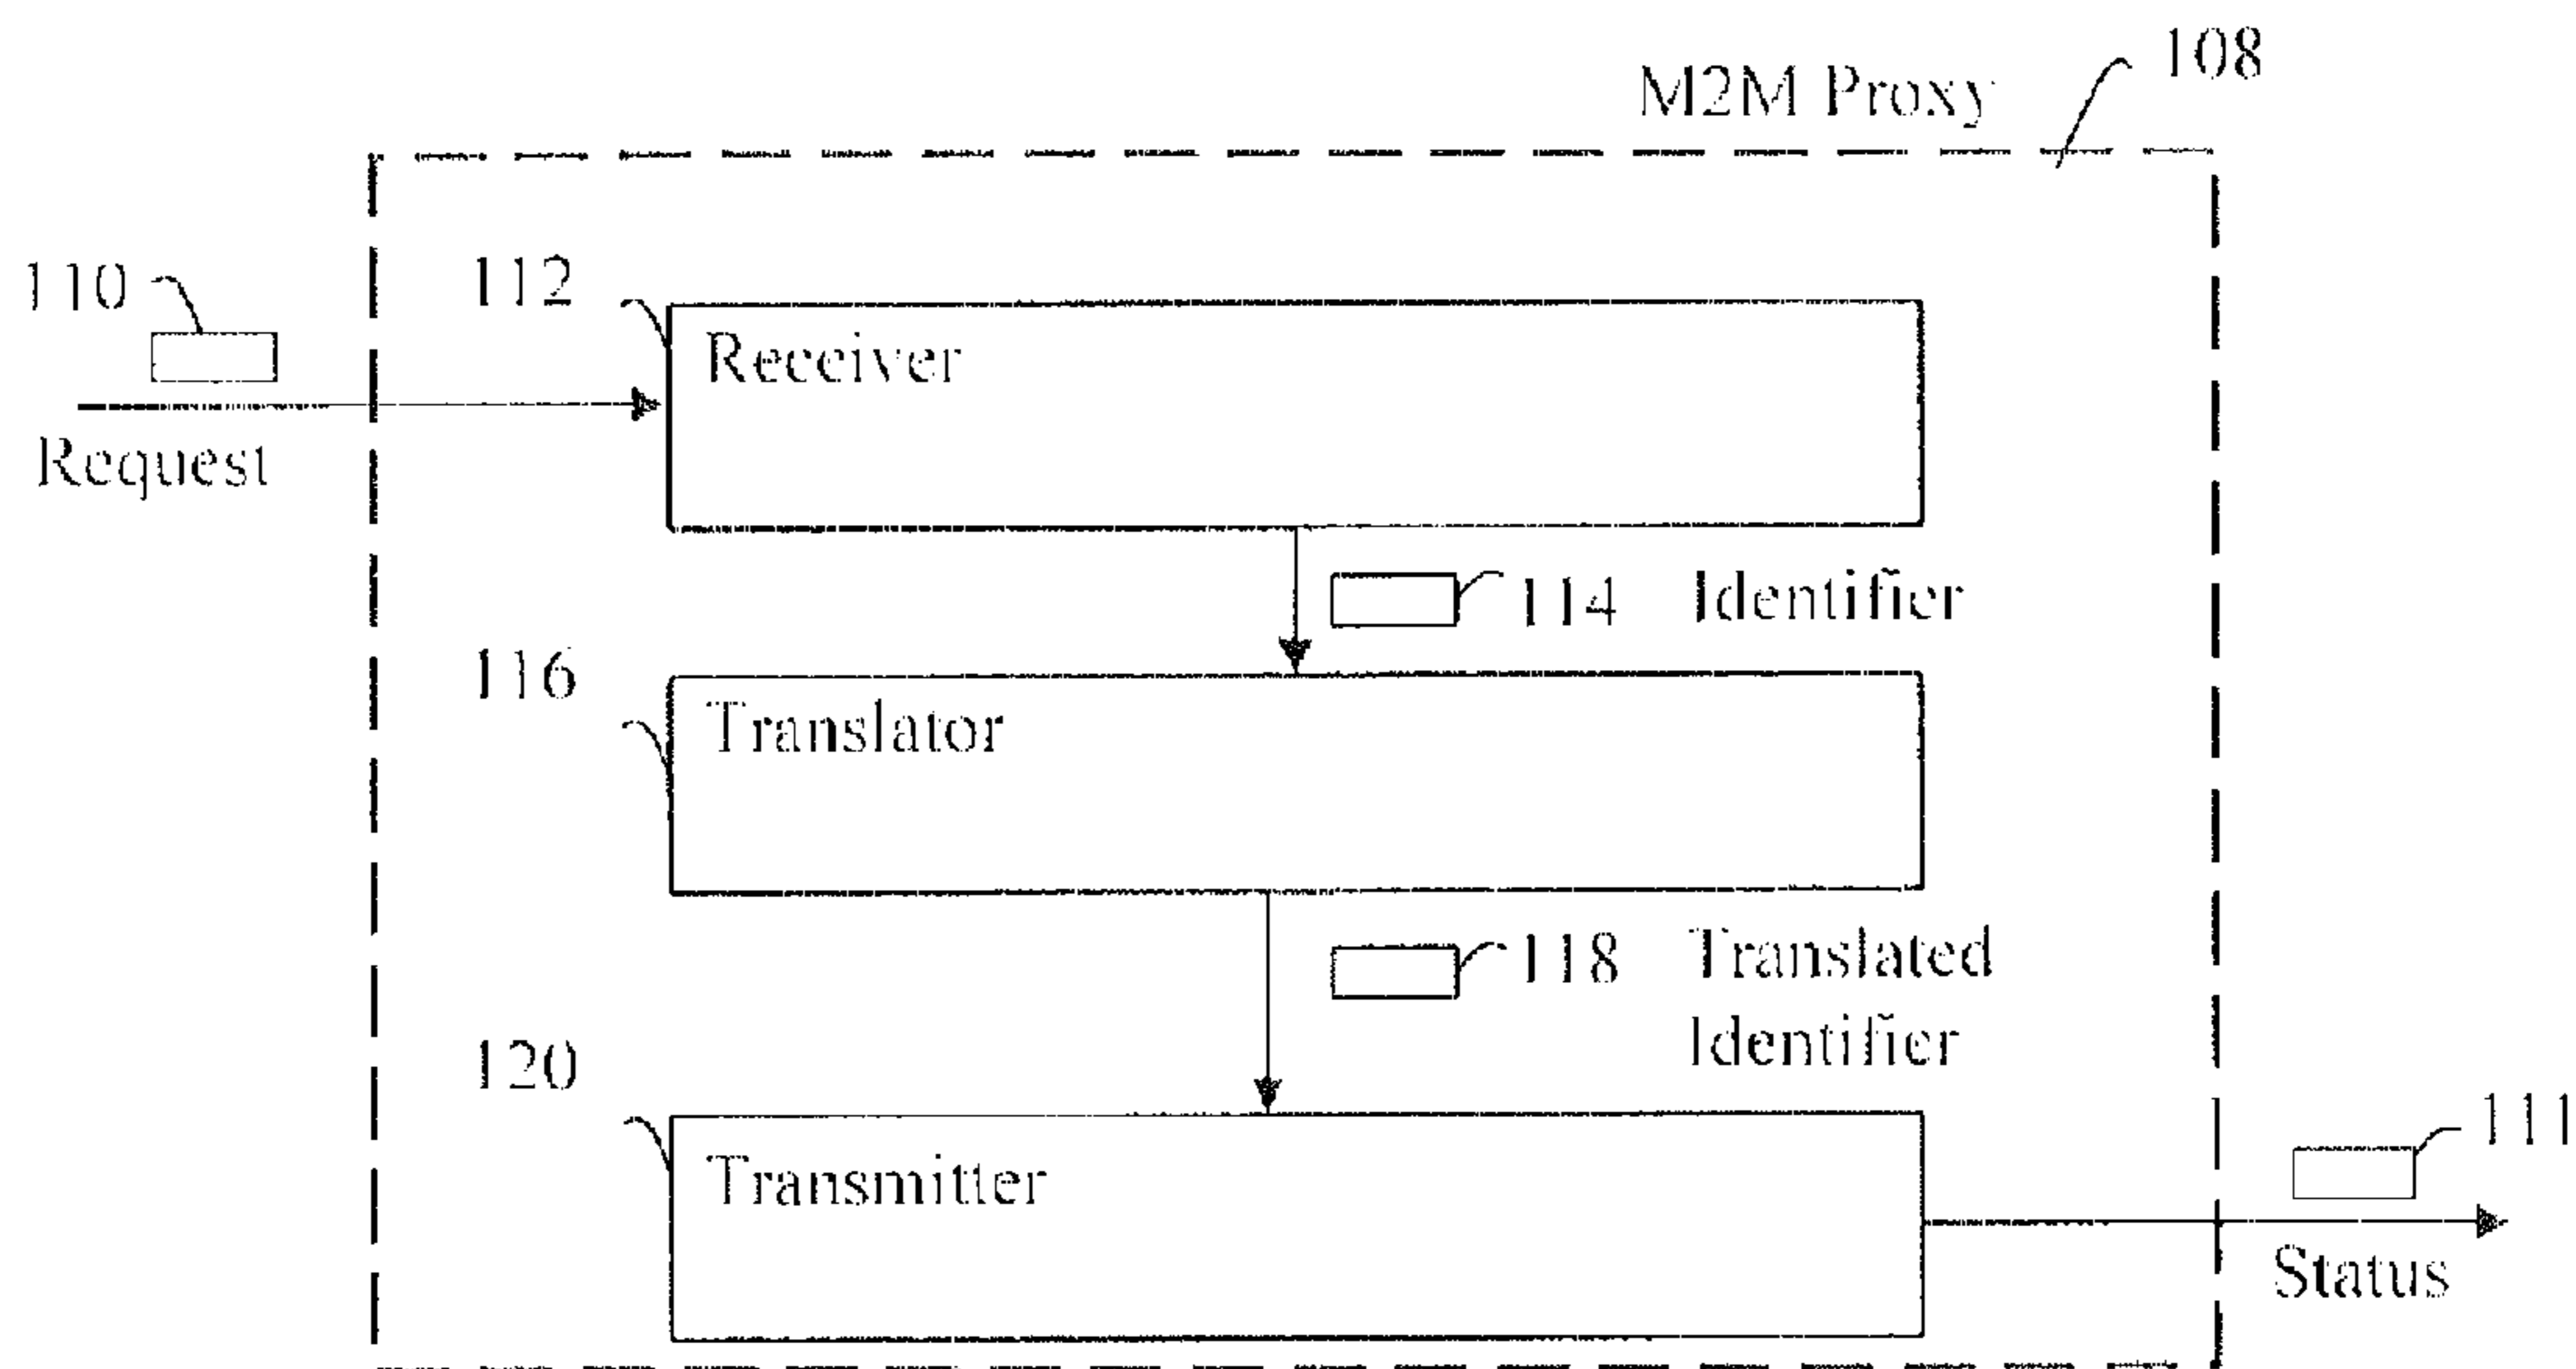 108
M2M Proxy
110
112
Receiver
Request
114 Identifier
116
Translator
118 Translated
Identifier
120
111
Transmitter
Status